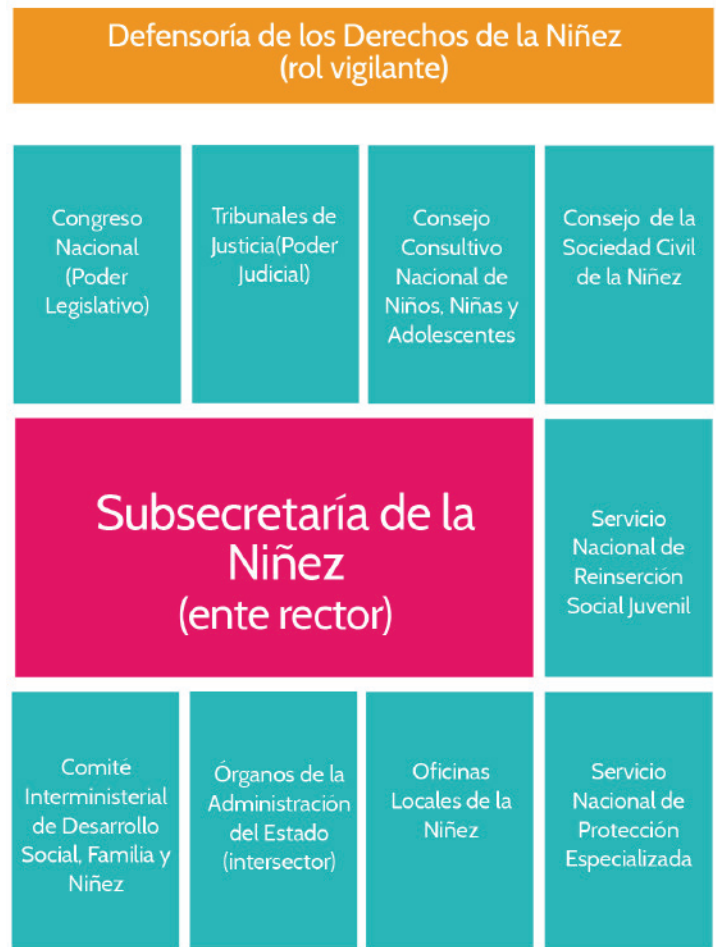 Defensoría de los Derechos de la Niñez
(rol vigilante)
Congreso
Nacional
(Poder
Legislativo)
Tribunales de
Justicia(Poder
Judicial)
Consejo
Consultivo
Nacional de
Niños, Niñas y
Adolescentes
Consejo de la
Sociedad Civil
de la Niñez
Subsecretaría de la
Niñez
(ente rector)
Servicio
Nacional de
Reinserción
Social Juvenil
Comité
Interministerial
de Desarrollo
Social, Familia y
Niñez
Órganos de la
Administración
del Estado
(intersector)
Oficinas
Locales de la
Niñez
Servicio
Nacional de
Protección
Especializada